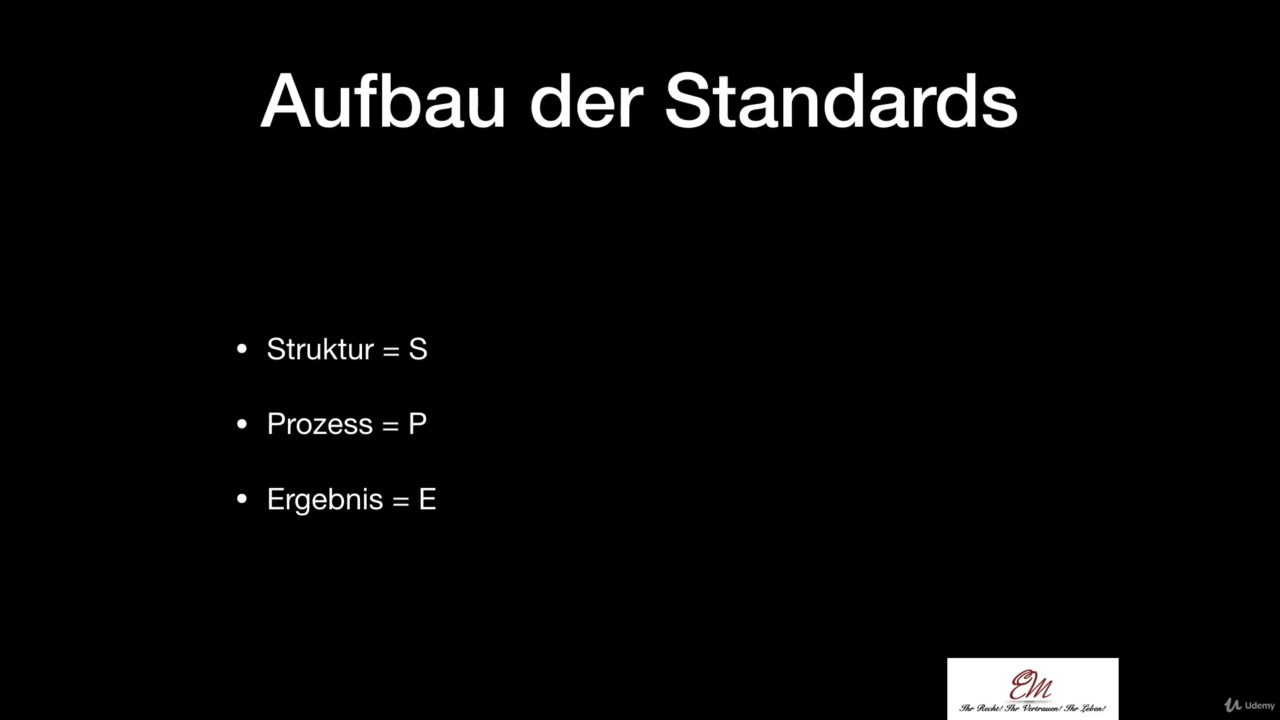 Aufbau der Standards
• Struktur = S
• Prozess = P
• Ergebnis = E
EM
Ihr Recht! Ihr Vertrauen! Ihr Leben!
Udemy